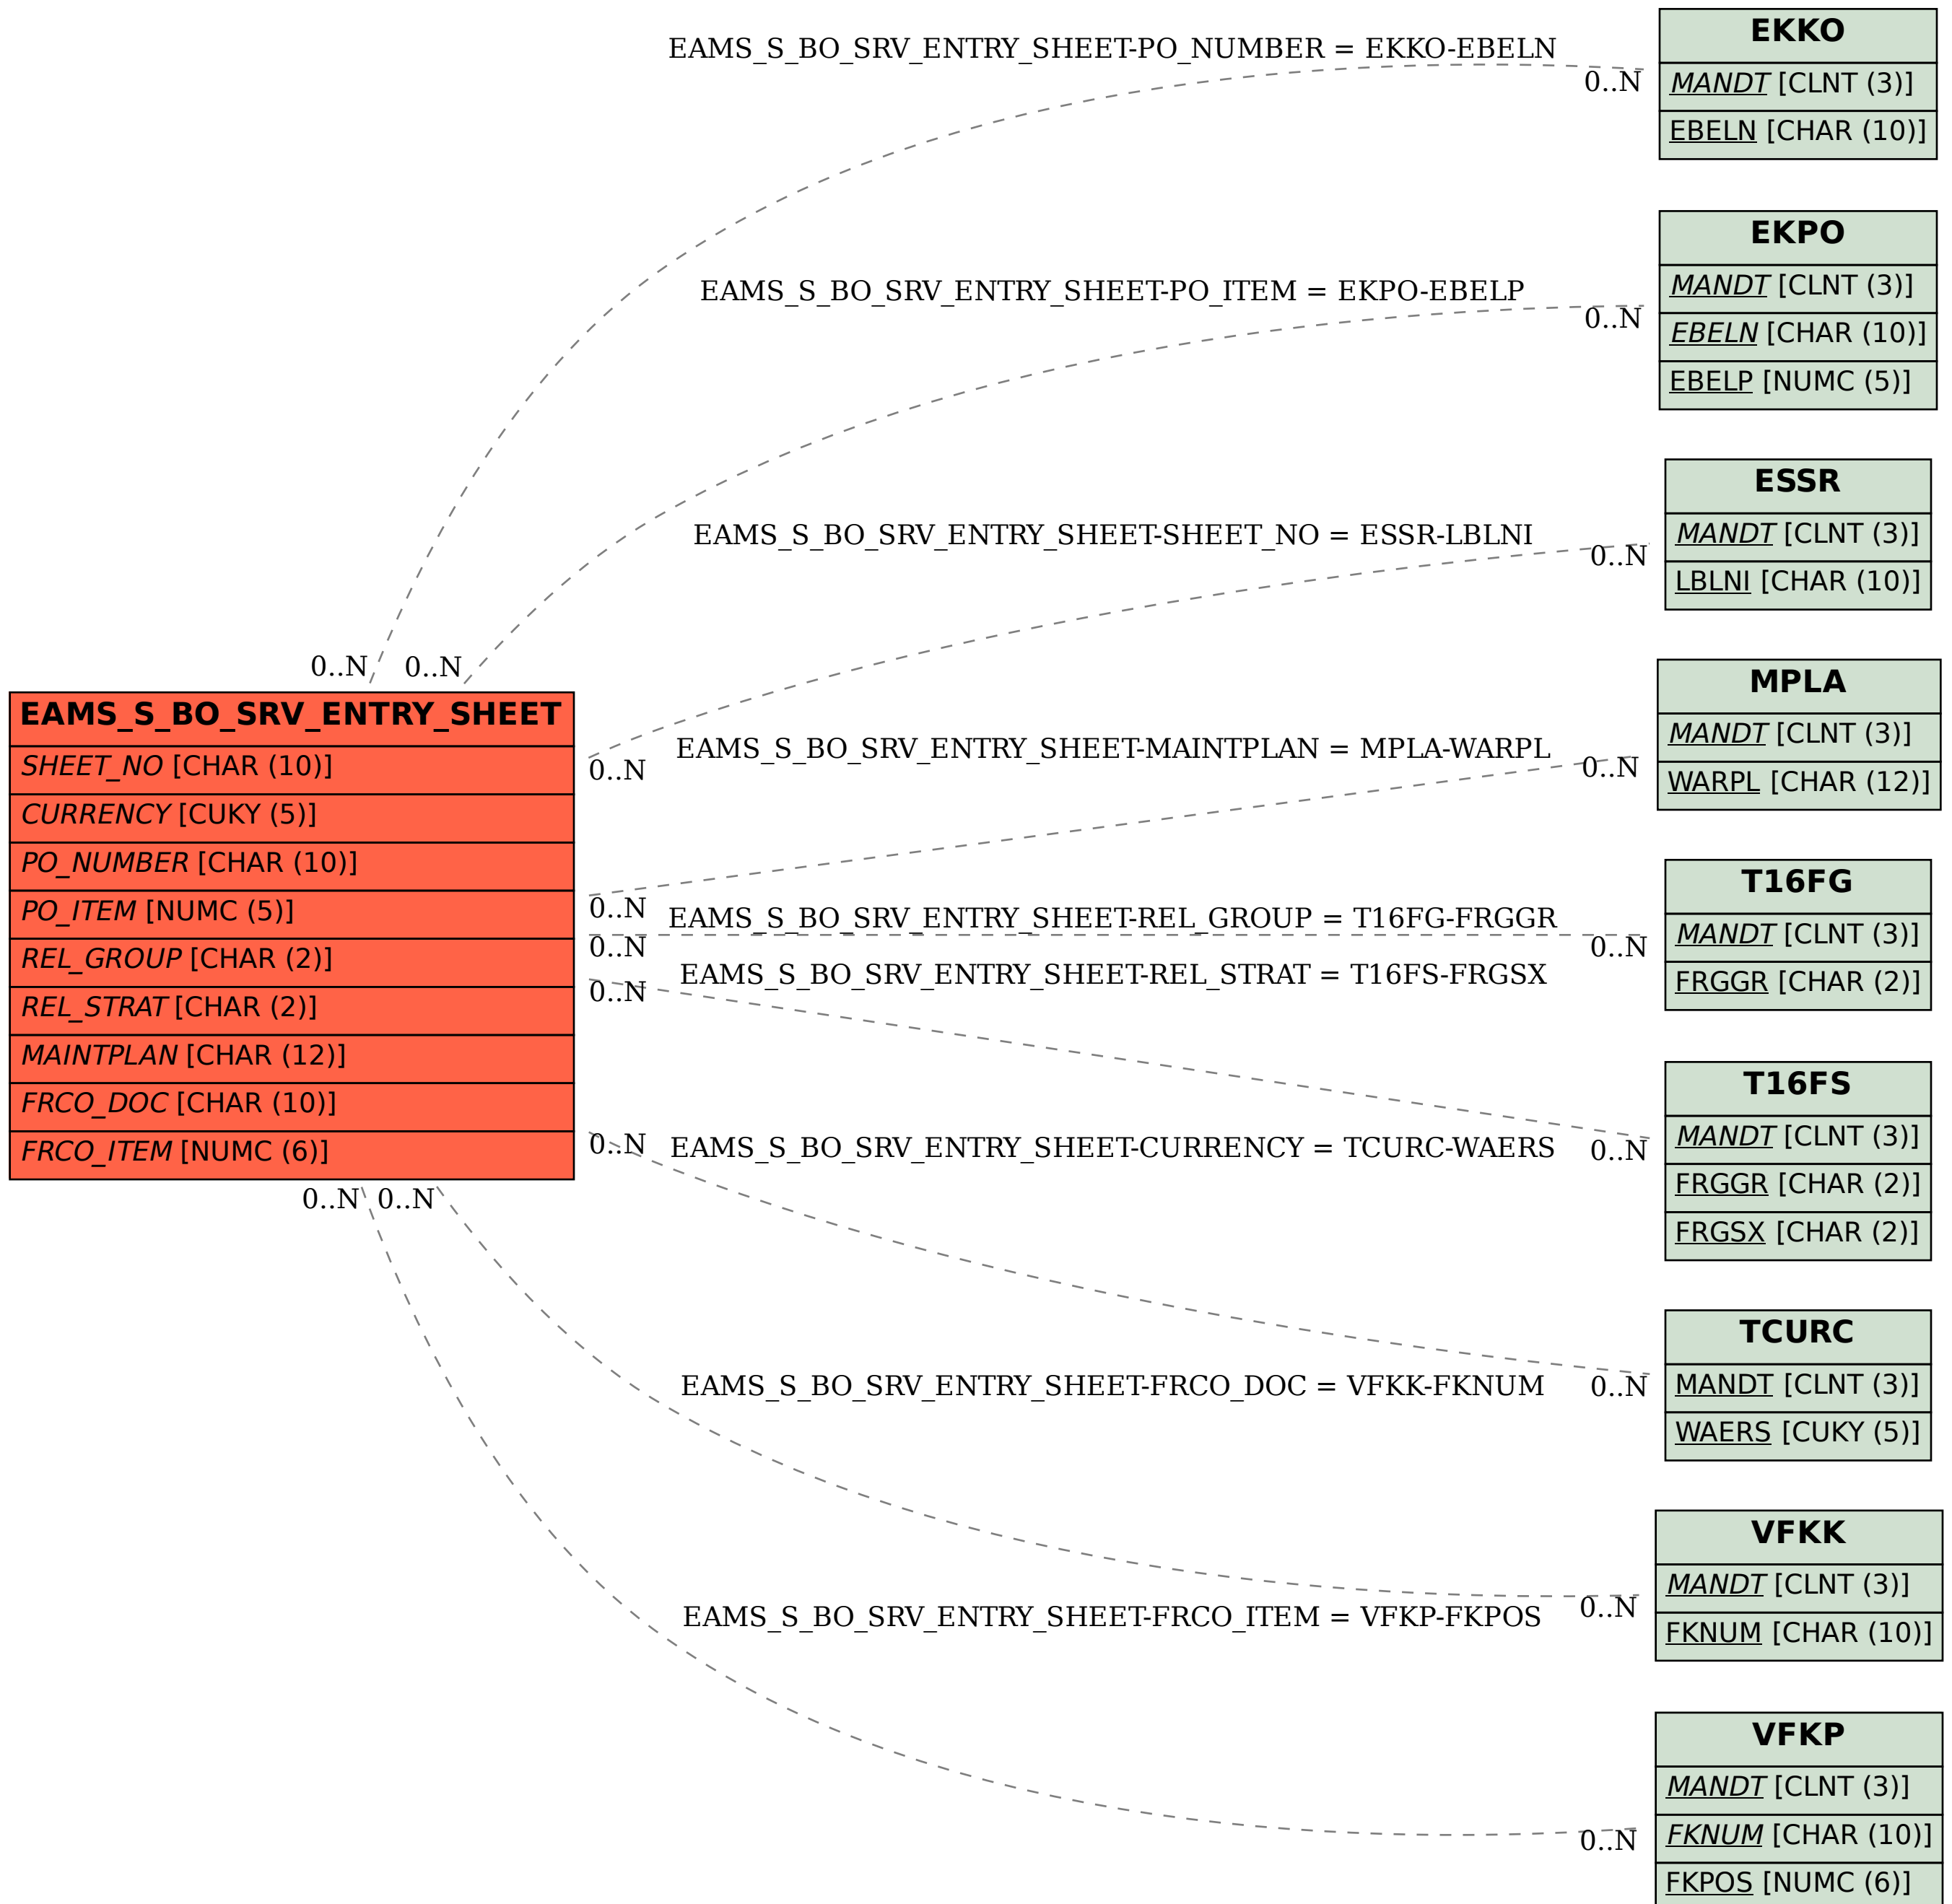 EKKO
EAMS_S_BO_SRV_ENTRY_SHEET-PO_NUMBER = EKKO-EBELN
0..N
MANDT [CLNT (3)]
EBELN [CHAR (10)]
EKPO
EAMS_S_BO_SRV_ENTRY_SHEET-PO_ITEM = EKPO-EBELP
0..N
MANDT [CLNT (3)]
EBELN [CHAR (10)]
EBELP [NUMC (5)]
ESSR
EAMS_S_BO_SRV_ENTRY_SHEET-SHEET_NO = ESSR-LBLNI
0..N
MANDT [CLNT (3)]
LBLNI [CHAR (10)]
0..N 0..N
EAMS_S_BO_SRV_ENTRY_SHEET
SHEET_NO [CHAR (10)]
CURRENCY [CUKY (5)]
PO_NUMBER [CHAR (10)]
PO_ITEM [NUMC (5)]
REL_GROUP [CHAR (2)]
REL_STRAT [CHAR (2)]
MAINTPLAN [CHAR (12)]
FRCO_DOC [CHAR (10)]
FRCO_ITEM [NUMC (6)]
0..N 0..N
0..N
0..N
0..N
0..N
0..N
MPLA
EAMS_S_BO_SRV_ENTRY_SHEET-MAINTPLAN = MPLA-WARPL
0..N
MANDT [CLNT (3)]
WARPL [CHAR (12)]
T16FG
EAMS_S_BO_SRV_ENTRY_SHEET-REL_GROUP = T16FG-FRGGR
0..N
MANDT [CLNT (3)]
FRGGR [CHAR (2)]
EAMS_S_BO_SRV_ENTRY_SHEET-REL_STRAT = T16FS-FRGSX
T16FS
0..N
MANDT [CLNT (3)]
FRGGR [CHAR (2)]
FRGSX [CHAR (2)]
EAMS_S_BO_SRV_ENTRY_SHEET-CURRENCY = TCURC-WAERS
TCURC
0..N
MANDT [CLNT (3)]
WAERS [CUKY (5)]
EAMS_S_BO_SRV_ENTRY_SHEET-FRCO_DOC = VFKK-FKNUM
VFKK
0..N
MANDT [CLNT (3)]
FKNUM [CHAR (10)]
EAMS_S_BO_SRV_ENTRY_SHEET-FRCO_ITEM = VFKP-FKPOS
VFKP
0..N
MANDT [CLNT (3)]
FKNUM [CHAR (10)]
FKPOS [NUMC (6)]